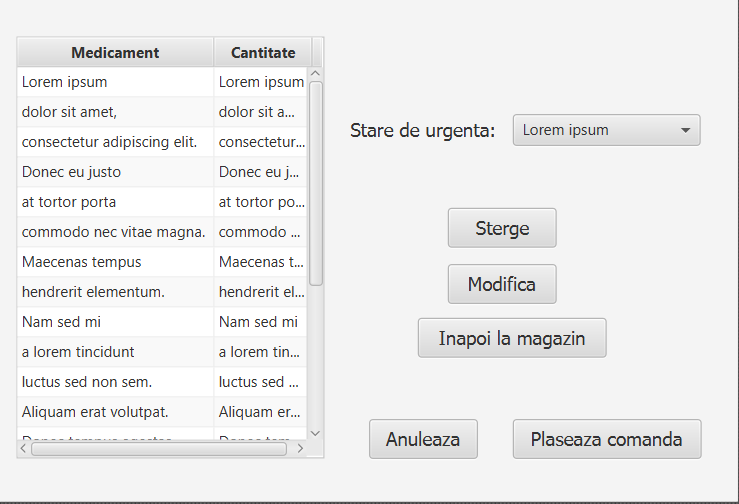 Medicament Cantitate
Lorem ipsum Lorem ipsum
dolor sit amet, dolor sit a...
consectetur adipiscing elit. consectetur...
Donec eu justo Donec eu j...
at tortor porta at tortor po...
commodo nec vitae magna. commodo ...
Maecenas tempus Maecenas t...
hendrerit elementum. hendrerit el...
Nam sed mi Nam sed mi
a lorem tincidunt a lorem tin...
luctus sed non sem. luctus sed ...
Aliquam erat volutpat. Aliquam er...
Stare de urgenta: Lorem ipsum
Sterge
Modifica
Inapoi la magazin
Anuleaza Plaseaza comanda